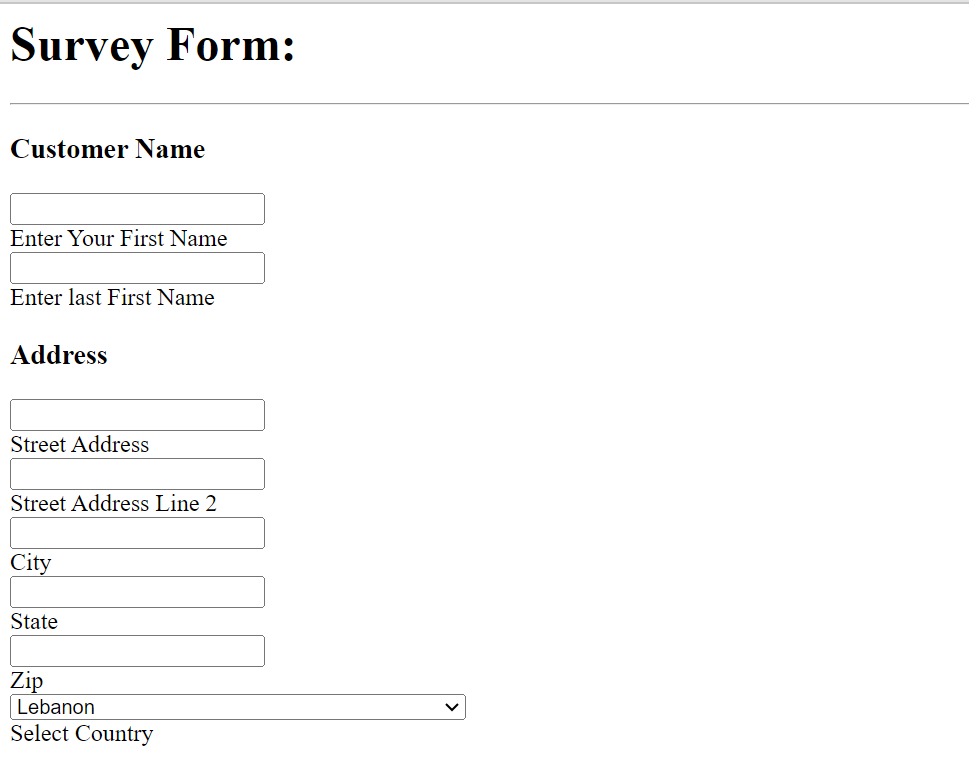 Survey Form:
Customer Name
Enter Your First Name
Enter last First Name
Address
Street Address
Street Address Line 2
City
State
Zip
Lebanon
Select Country